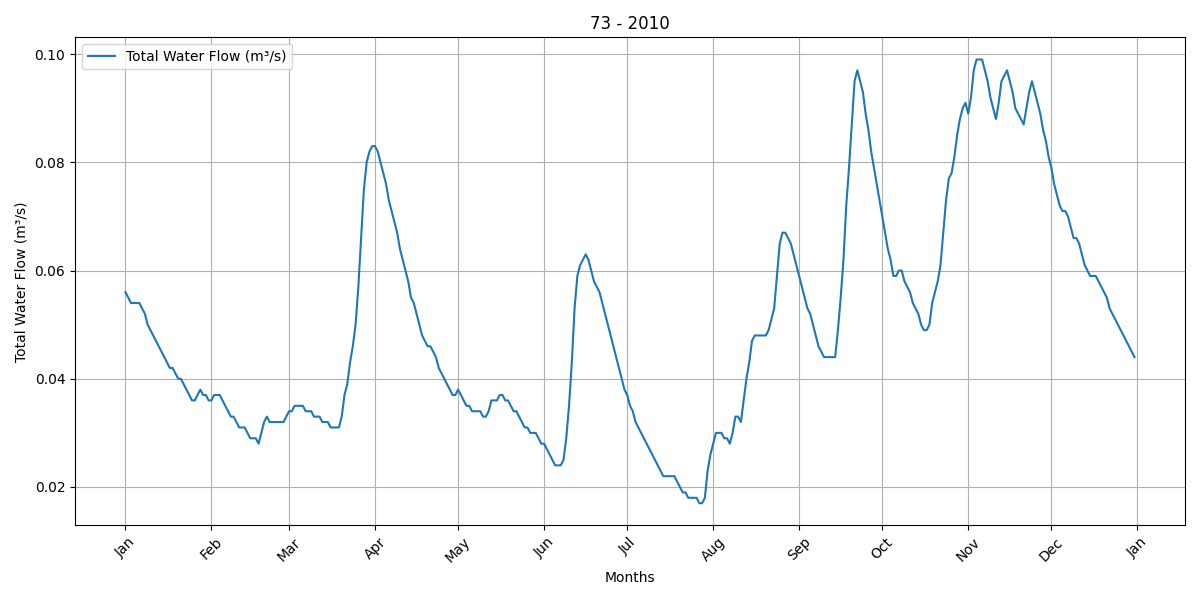 73 - 2010
Total Water Flow (m³/s)
Total Water Flow (m³/s)
0.10
0.08
0.06
0.04
0.02
Jan
Feb
Mar
Apr
May
Jun
Jul
Aug
Sep
Oct
Nov
Dec
Jan
Months